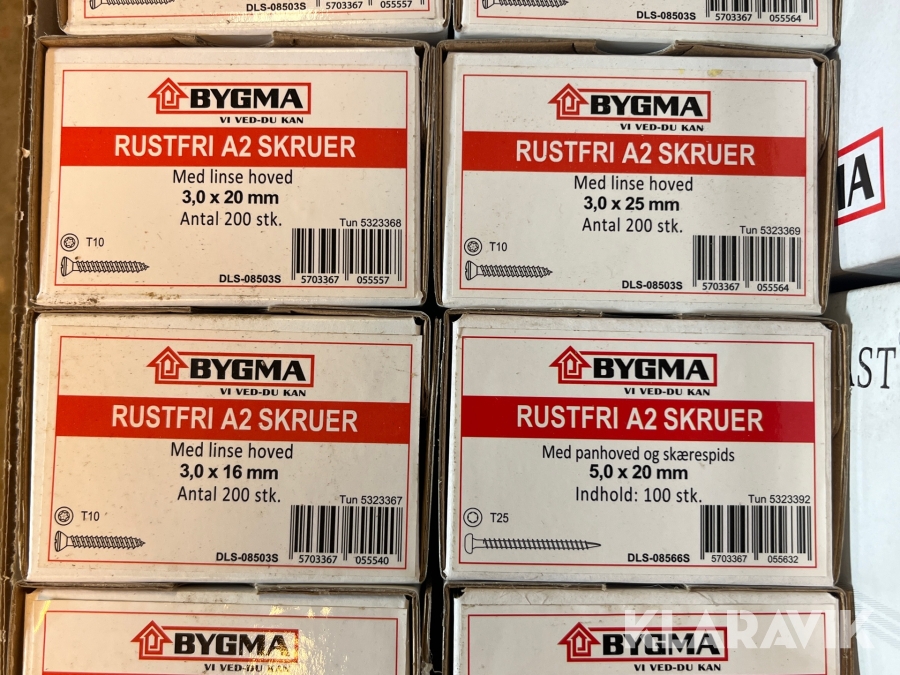 DLS-08503S
5703367 055557
DLS-08503S
5703367 055564
BYGMA
VI VED-DU KAN
RUSTFRI A2 SKRUER
Med linse hoved
3,0 x 20 mm
Antal 200 stk.
Tun 5323368
T10
DLS-08503S
5703367 055557
BYGMA
VI VED-DU KAN
RUSTFRI A2 SKRUER
Med linse hoved
3,0 x 25 mm
Antal 200 stk.
Tun 5323369
T10
DLS-08503S
5703367 055564
MA
AST
BYGMA
VI VED-DU KAN
RUSTFRI A2 SKRUER
Med linse hoved
3,0 x 16 mm
Antal 200 stk.
Tun 5323367
T10
DLS-08503S
5703367 055540
BYGMA
VI VED-DU KAN
RUSTFRI A2 SKRUER
Med panhoved og skærespids
5,0 x 20 mm
Indhold: 100 stk.
Tun 5323392
T25
DLS-08566S
5703367 055632
BYGMA
VI VED-DU KAN
BYGMA
VI VED-DU KAN
KLARAVIK